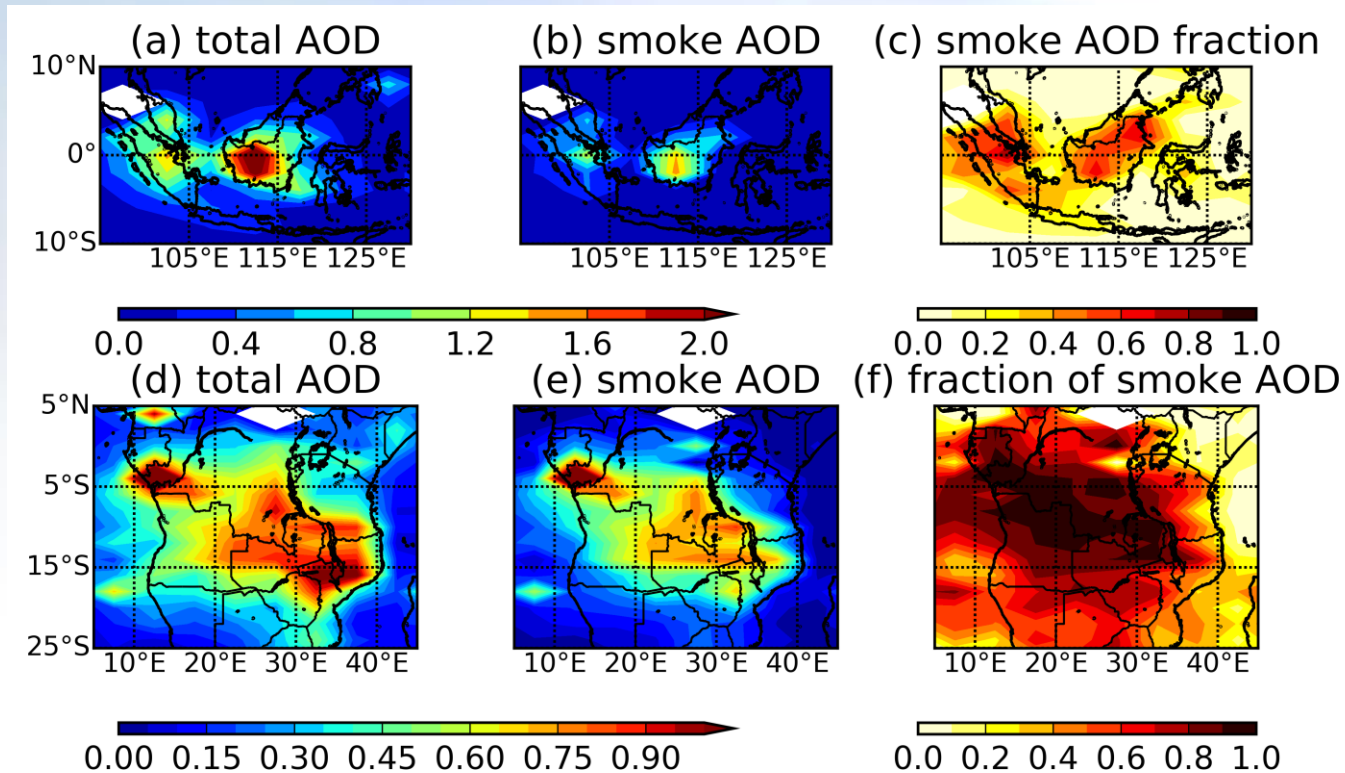 (a) total AOD
(b) smoke AOD
(c) smoke AOD fraction
10°N
0°
10°S
105°E 115°E 125°E
105°E 115°E 125°E
105°E 115°E 125°E
0.0 0.4 0.8 1.2 1.6 2.0
0.0 0.2 0.4 0.6 0.8 1.0
(d) total AOD
(e) smoke AOD
(f) fraction of smoke AOD
5°N
5°S
15°S
25°S
10°E 20°E 30°E 40°E
10°E 20°E 30°E 40°E
10°E 20°E 30°E 40°E
0.00 0.15 0.30 0.45 0.60 0.75 0.90
0.0 0.2 0.4 0.6 0.8 1.0